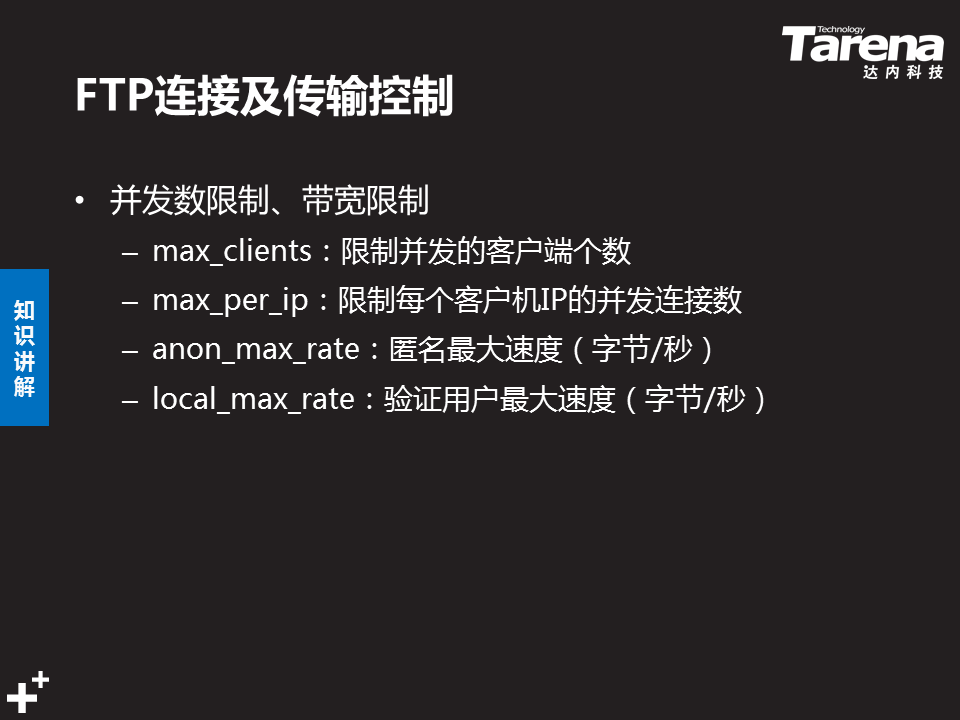 Technology
Tarena
达内科技
FTP连接及传输控制
• 并发数限制、带宽限制
– max_clients：限制并发的客户端个数
– max_per_ip：限制每个客户机IP的并发连接数
– anon_max_rate：匿名最大速度（字节/秒）
– local_max_rate：验证用户最大速度（字节/秒）
知
识
讲
解